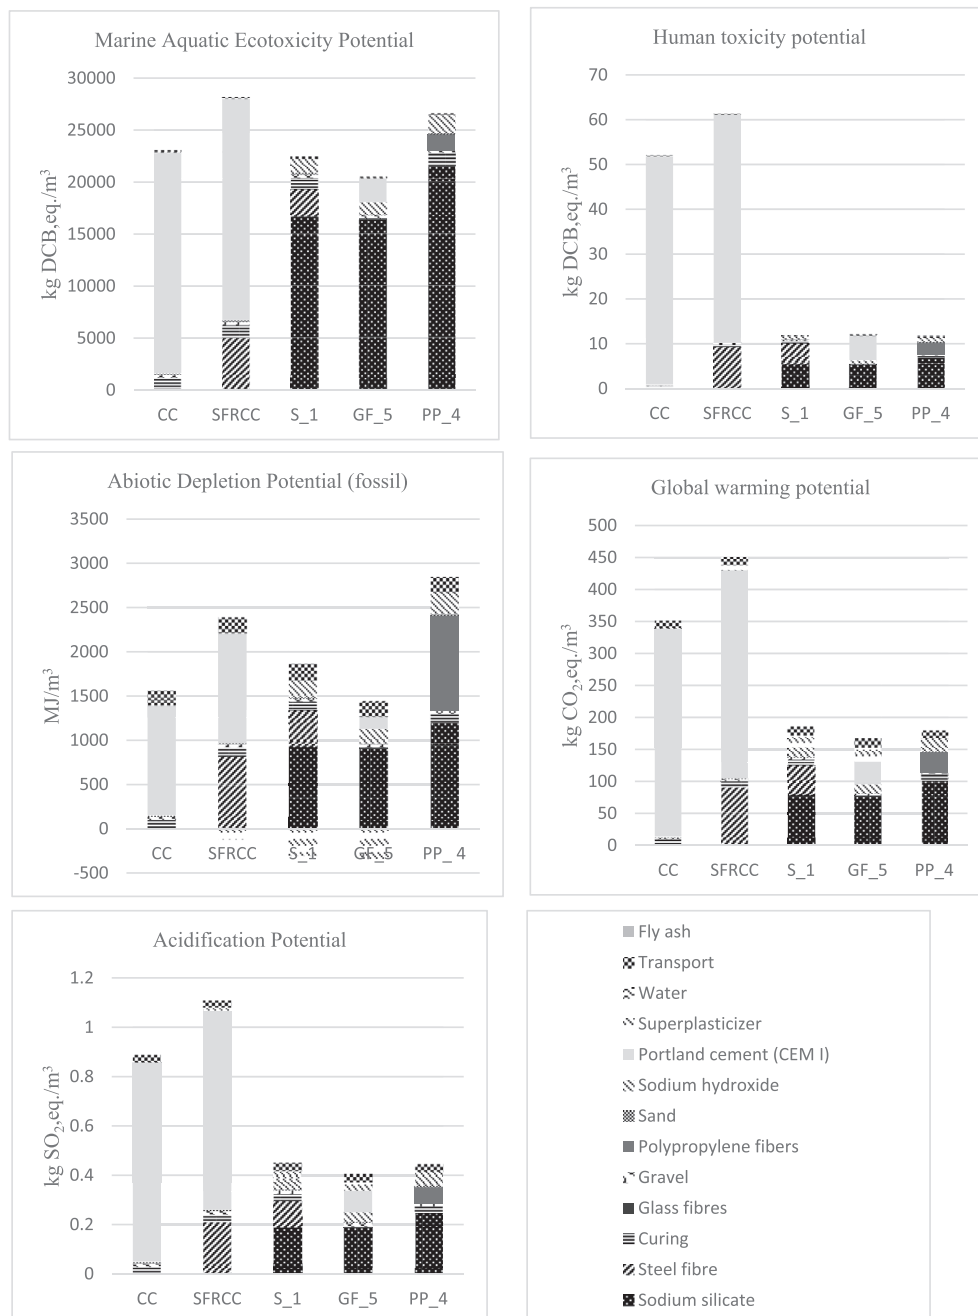 Marine Aquatic Ecotoxicity Potential
kg DCB,eq./m³
30000
25000
20000
15000
10000
5000
0
CC SFRCC S_1 GF_5 PP_4
Human toxicity potential
kg DCB,eq./m³
70
60
50
40
30
20
10
0
CC SFRCC S_1 GF_5 PP_4
Abiotic Depletion Potential (fossil)
MJ/m³
3500
3000
2500
2000
1500
1000
500
0
-500
CC SFRCC S_1 GF_5 PP_4
Global warming potential
kg CO₂,eq./m³
500
450
400
350
300
250
200
150
100
50
0
CC SFRCC S_1 GF_5 PP_4
Acidification Potential
kg SO₂,eq./m³
1.2
1
0.8
0.6
0.4
0.2
0
CC SFRCC S_1 GF_5 PP_4
Fly ash
Transport
Water
Superplasticizer
Portland cement (CEM I)
Sodium hydroxide
Sand
Polypropylene fibers
Gravel
Glass fibres
Curing
Steel fibre
Sodium silicate